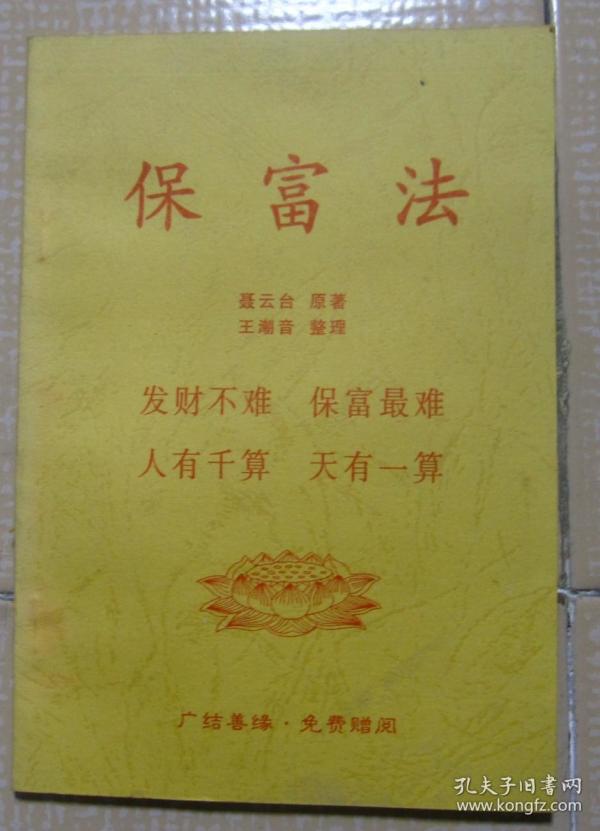 保富法
聂云台 原著
王潮音 整理
发财不难 保富最难
人有千算 天有一算
广结善缘·免费赠阅
孔夫子旧书网
www.kongfz.com